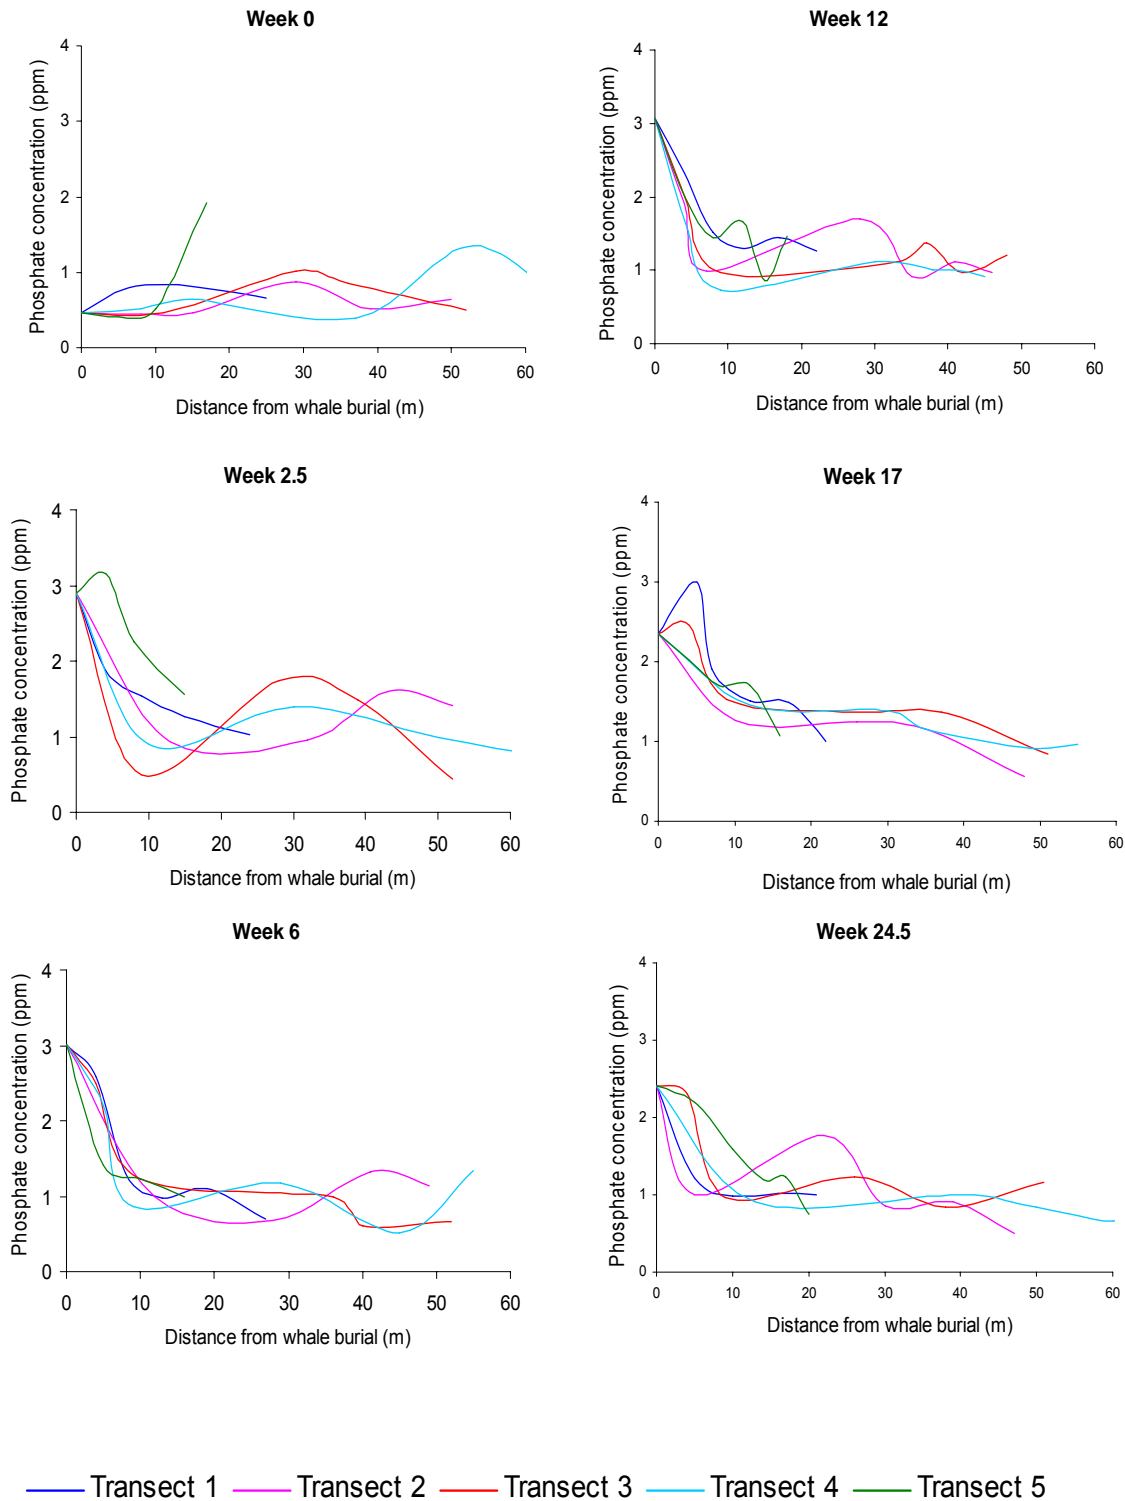 Week 0
Phosphate concentration (ppm)
4
3
2
1
0
0 10 20 30 40 50 60
Distance from whale burial (m)
Week 12
Phosphate concentration (ppm)
4
3
2
1
0
0 10 20 30 40 50 60
Distance from whale burial (m)
Week 2.5
Phosphate concentration (ppm)
4
3
2
1
0
0 10 20 30 40 50 60
Distance from whale burial (m)
Week 17
Phosphate concentration (ppm)
4
3
2
1
0
0 10 20 30 40 50 60
Distance from whale burial (m)
Week 6
Phosphate concentration (ppm)
4
3
2
1
0
0 10 20 30 40 50 60
Distance from whale burial (m)
Week 24.5
Phosphate concentration (ppm)
4
3
2
1
0
0 10 20 30 40 50 60
Distance from whale burial (m)
Transect 1 Transect 2 Transect 3 Transect 4 Transect 5